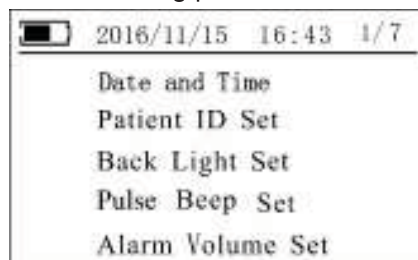 2016/11/15 16:43 1/7
Date and Time
Patient ID Set
Back Light Set
Pulse Beep Set
Alarm Volume Set